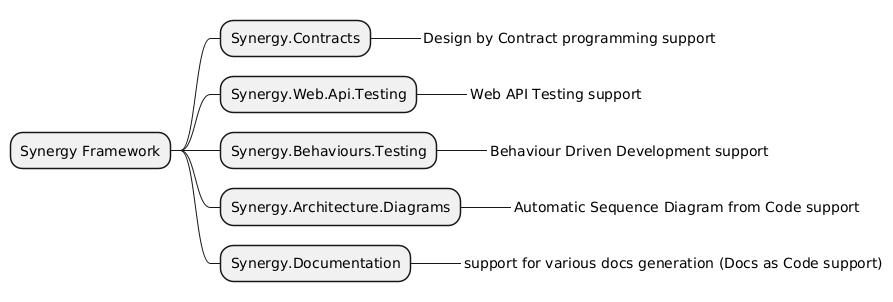 Synergy.Contracts
Design by Contract programming support
Synergy.Web.Api.Testing
Web API Testing support
Synergy Framework
Synergy.Behaviours.Testing
Behaviour Driven Development support
Synergy.Architecture.Diagrams
Automatic Sequence Diagram from Code support
Synergy.Documentation
support for various docs generation (Docs as Code support)